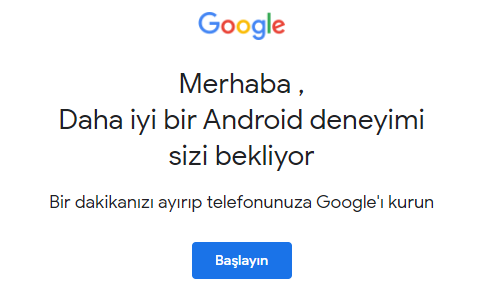 Google
Merhaba ,
Daha iyi bir Android deneyimi
sizi bekliyor
Bir dakikanızı ayırıp telefonunuza Google'ı kurun
Başlayın